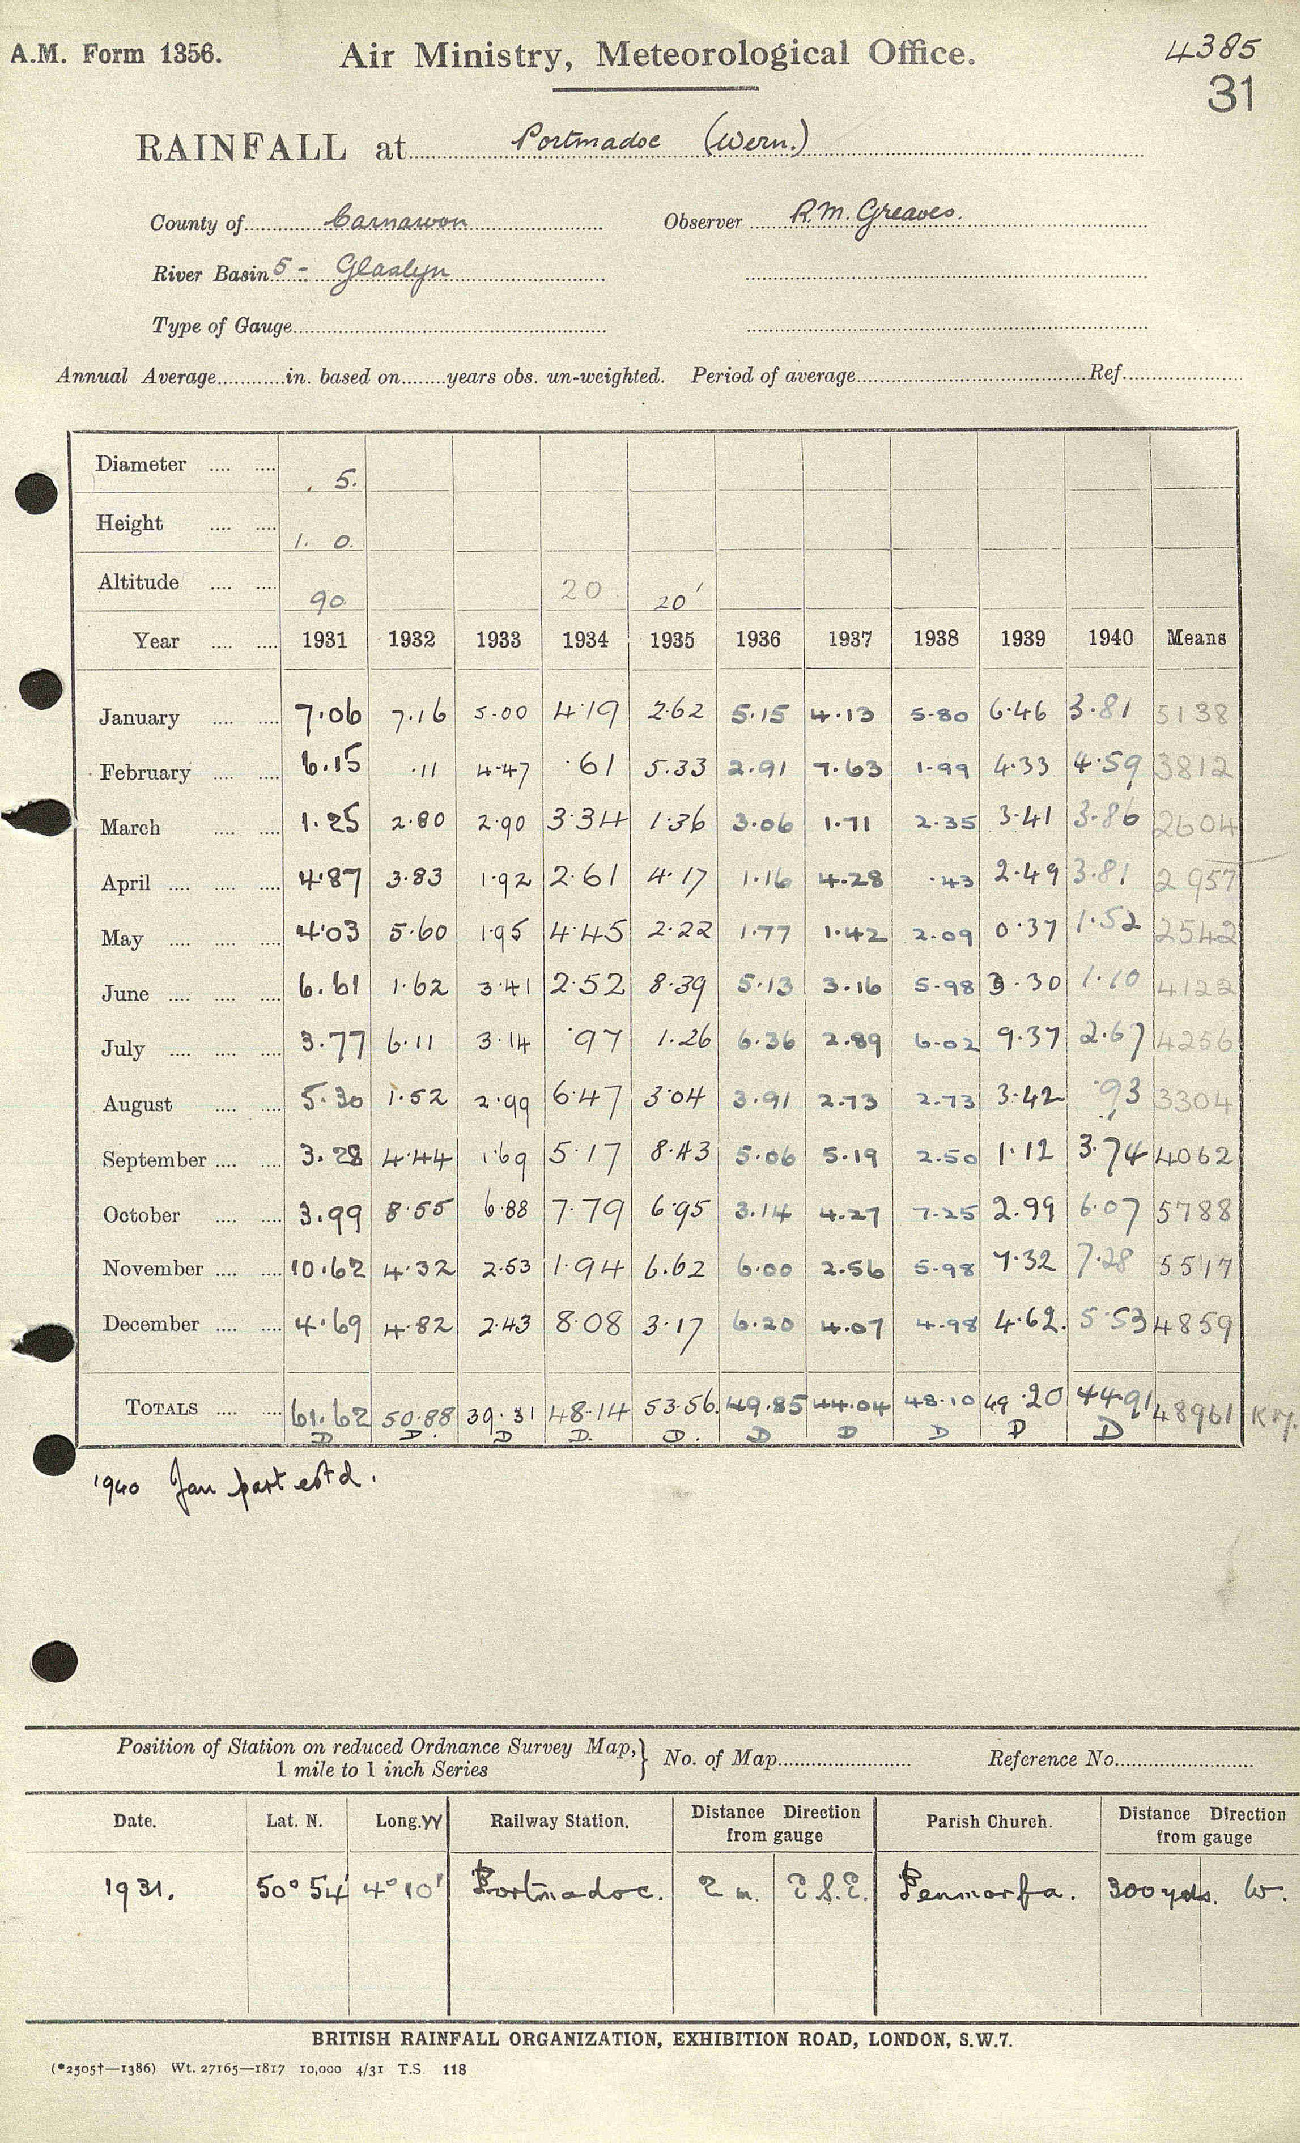 A.M. Form 1356. Air Ministry, Meteorological Office. 4385
31
RAINFALL at Portmadoc (Wern.)
County of Carnarvon Observer R.M. Greaves.
River Basin 5 - Glaslyn
Type of Gauge
Annual Average in. based on years obs. un-weighted. Period of average Ref.
Diameter .... .... 5.
Height .... .... 1. 0.
Altitude .... .... 90 20 20'
Year .... .... 1931 1932 1933 1934 1935 1936 1937 1938 1939 1940 Means
January .... .... 7.06 7.16 5.00 4.19 2.62 5.15 4.13 5.80 6.46 3.81 5138
February .... .... 6.15 .11 4.47 .61 5.33 2.91 7.63 1.99 4.33 4.59 3812
March .... .... 1.25 2.80 2.90 3.34 1.36 3.06 1.71 2.35 3.41 3.86 2604
April .... .... .... 4.87 3.83 1.92 2.61 4.17 1.16 4.28 .43 2.49 3.81 2957
May .... .... .... 4.03 5.60 1.95 4.45 2.22 1.77 1.42 2.09 0.37 1.52 2542
June .... .... .... 6.61 1.62 3.41 2.52 8.39 5.13 3.16 5.98 3.30 1.10 4122
July .... .... .... 3.77 6.11 3.14 .97 1.26 6.36 2.89 6.02 9.37 2.67 4256
August .... .... 5.30 1.52 2.99 6.47 3.04 3.91 2.73 2.73 3.42 .93 3304
September .... .... 3.28 4.44 1.69 5.17 8.43 5.06 5.19 2.50 1.12 3.74 4062
October .... .... 3.99 8.55 6.88 7.79 6.95 3.14 4.27 7.25 2.99 6.07 5788
November .... .... 10.62 4.32 2.53 1.94 6.62 6.00 2.56 5.98 7.32 7.28 5517
December .... .... 4.69 4.82 2.43 8.08 3.17 6.20 4.07 4.98 4.62. 5.53 4859
TOTALS .... .... 61.62 50.88 39.31 48.14 53.56. 49.85 44.04 48.10 49.20 44.91 48961
D D. D D. D. D D D D D
1940 Jan part estd.
Position of Station on reduced Ordnance Survey Map, } No. of Map Reference No.
1 mile to 1 inch Series
Date. Lat. N. Long. W Railway Station. Distance Direction Parish Church. Distance Direction
from gauge from gauge
1931. 50° 54' 4° 10' Portmadoc. 2 m. E.S.E. Penmorfa. 300 yds. W.
BRITISH RAINFALL ORGANIZATION, EXHIBITION ROAD, LONDON, S.W.7.
(*2505†—1386) Wt. 27165—1817 10,000 4/31 T.S. 118